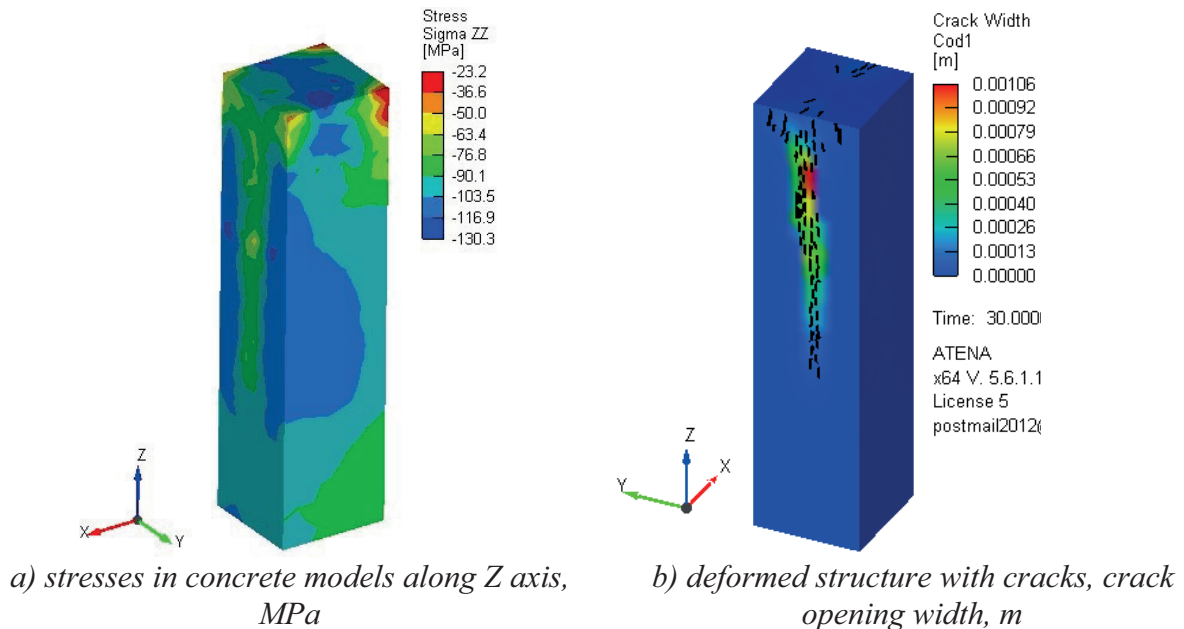 Stress
Sigma ZZ
[MPa]
-23.2
-36.6
-50.0
-63.4
-76.8
-90.1
-103.5
-116.9
-130.3
Z
X
Y
a) stresses in concrete models along Z axis,
MPa
Crack Width
Cod1
[m]
0.00106
0.00092
0.00079
0.00066
0.00053
0.00040
0.00026
0.00013
0.00000
Time: 30.000
ATENA
x64 V. 5.6.1.1
License 5
postmail2012(
Z
X
Y
b) deformed structure with cracks, crack
opening width, m